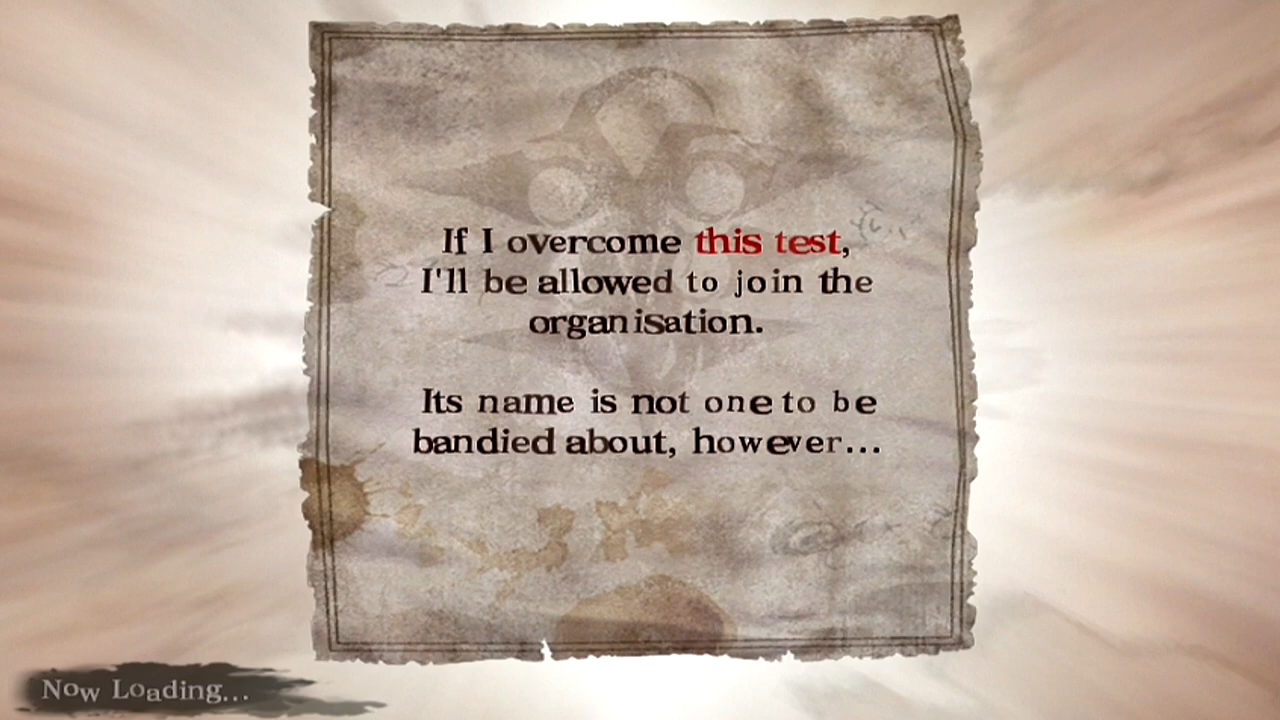 If I overcome this test,
I'll be allowed to join the
organisation.
Its name is not one to be
bandied about, however...
Now Loading...